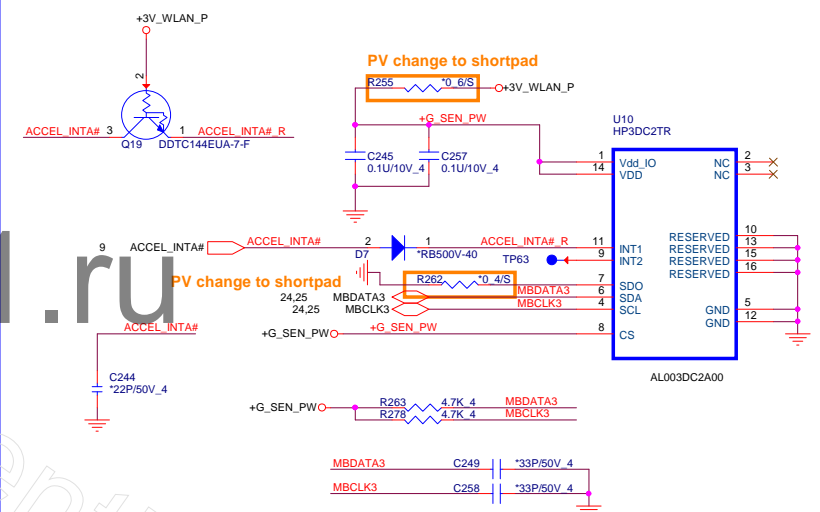 +3V_WLAN_P
2
ACCEL_INTA# 3 1 ACCEL_INTA#_R
Q19 DDTC144EUA-7-F
PV change to shortpad
R255 *0_6/S +3V_WLAN_P
+G_SEN_PW
C245
0.1U/10V_4
C257
0.1U/10V_4
U10
HP3DC2TR
1 Vdd_IO NC 2
14 VDD NC 3
RESERVED 10
RESERVED 13
RESERVED 15
RESERVED 16
9 ACCEL_INTA# ACCEL_INTA# 2 1 ACCEL_INTA#_R 11 INT1
D7 *RB500V-40
TP63 9 INT2
PV change to shortpad
R262 *0_4/S 7 SDO
24,25 MBDATA3 MBDATA3 6 SDA
24,25 MBCLK3 MBCLK3 4 SCL
GND 5
GND 12
+G_SEN_PW +G_SEN_PW 8 CS
AL003DC2A00
1.ru
ACCEL_INTA#
C244
*22P/50V_4
+G_SEN_PW R263 4.7K_4 MBDATA3
R278 4.7K_4 MBCLK3
MBDATA3 C249 *33P/50V_4
MBCLK3 C258 *33P/50V_4